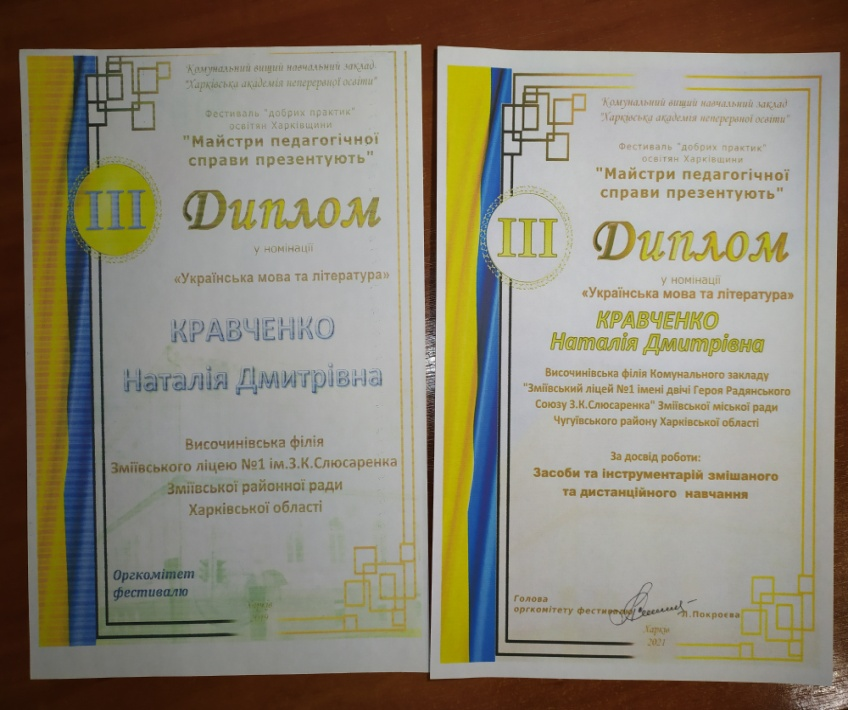 Комунальний вищий навчальний заклад
"Харківська академія неперервної освіти"
Фестиваль "добрих практик"
освітян Харківщини
"Майстри педагогічної
справи презентують"
III
Диплом
у номінації
«Українська мова та література»
КРАВЧЕНКО
Наталія Дмитрівна
Височинівська філія
Зміївського ліцею №1 ім.З.К.Слюсаренка
Зміївської районної ради
Харківської області
Оргкомітет
фестивалю
Харків
Комунальний вищий навчальний заклад
"Харківська академія неперервної освіти"
Фестиваль "добрих практик"
освітян Харківщини
"Майстри педагогічної
справи презентують"
III
Диплом
у номінації
«Українська мова та література»
КРАВЧЕНКО
Наталія Дмитрівна
Височинівська філія Комунального закладу
"Зміївський ліцей №1 імені двічі Героя Радянського
Союзу З.К.Слюсаренка" Зміївської міської ради
Чугуївського району Харківської області
За досвід роботи:
Засоби та інструментарій змішаного
та дистанційного навчання
Голова
оргкомітету фестивалю Л.Покроєва
Харків
2021